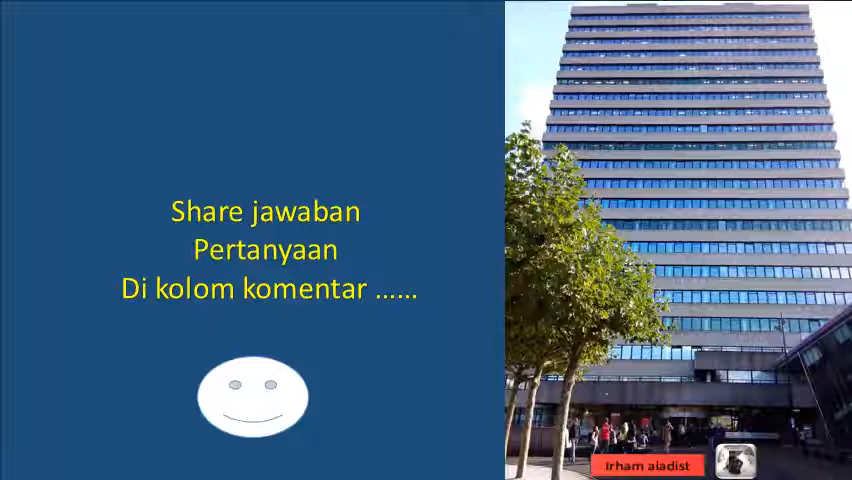 Share jawaban
Pertanyaan
Di kolom komentar ......
Irham aladist